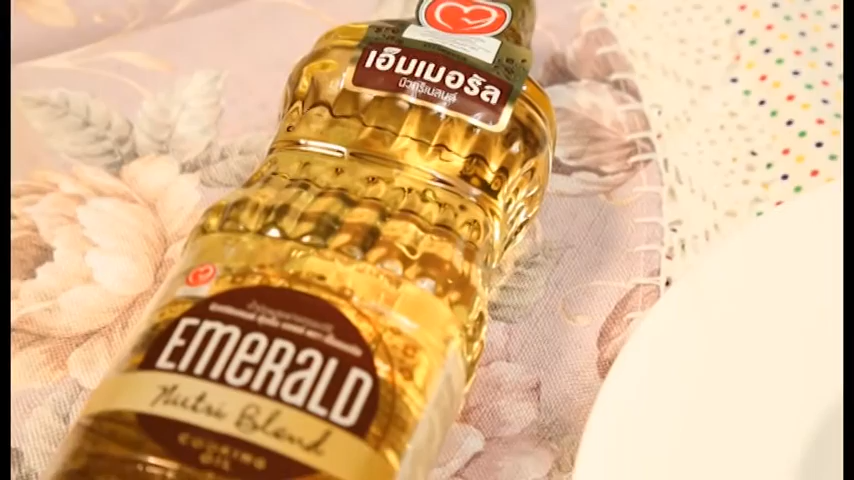 เอ็มเมอรัล
นิวทริเบลนด์
EMERALD
Nutri Blend
COOKING
OIL